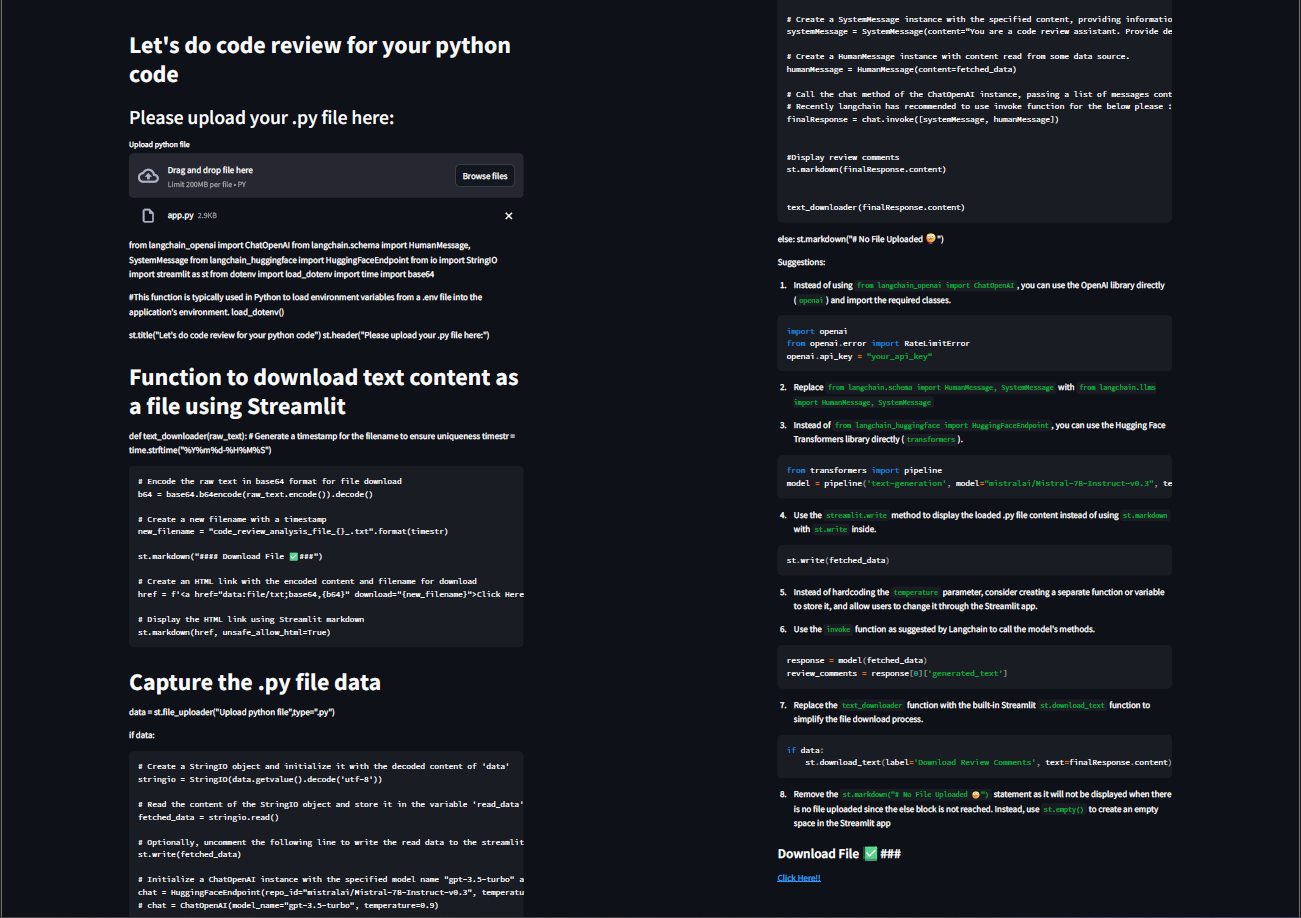 Let's do code review for your python
code
Please upload your .py file here:
Upload python file
Drag and drop file here
Limit 200MB per file • PY
Browse files
app.py 2.9KB
from langchain_openai import ChatOpenAI from langchain.schema import HumanMessage,
SystemMessage from langchain_huggingface import HuggingFaceEndpoint from io import StringIO
import streamlit as st from dotenv import load_dotenv import time import base64
#This function is typically used in Python to load environment variables from a .env file into the
application's environment. load_dotenv()
st.title("Let's do code review for your python code") st.header("Please upload your .py file here:")
Function to download text content as
a file using Streamlit
def text_downloader(raw_text): # Generate a timestamp for the filename to ensure uniqueness timestr =
time.strftime("%Y%m%d-%H%M%S")
# Encode the raw text in base64 format for file download
b64 = base64.b64encode(raw_text.encode()).decode()
# Create a new filename with a timestamp
new_filename = "code_review_analysis_file_{}_.txt".format(timestr)
st.markdown("#### Download File ✅###")
# Create an HTML link with the encoded content and filename for download
href = f'<a href="data:file/txt;base64,{b64}" download="{new_filename}">Click Here
# Display the HTML link using Streamlit markdown
st.markdown(href, unsafe_allow_html=True)
Capture the .py file data
data = st.file_uploader("Upload python file",type=".py")
if data:
# Create a StringIO object and initialize it with the decoded content of 'data'
stringio = StringIO(data.getvalue().decode('utf-8'))
# Read the content of the StringIO object and store it in the variable 'read_data'
fetched_data = stringio.read()
# Optionally, uncomment the following line to write the read data to the streamlit
st.write(fetched_data)
# Initialize a ChatOpenAI instance with the specified model name "gpt-3.5-turbo" a
chat = HuggingFaceEndpoint(repo_id="mistralai/Mistral-7B-Instruct-v0.3", temperatu
# chat = ChatOpenAI(model_name="gpt-3.5-turbo", temperature=0.9)
# Create a SystemMessage instance with the specified content, providing informatio
systemMessage = SystemMessage(content="You are a code review assistant. Provide de
# Create a HumanMessage instance with content read from some data source.
humanMessage = HumanMessage(content=fetched_data)
# Call the chat method of the ChatOpenAI instance, passing a list of messages cont
# Recently langchain has recommended to use invoke function for the below please :
finalResponse = chat.invoke([systemMessage, humanMessage])
#Display review comments
st.markdown(finalResponse.content)
text_downloader(finalResponse.content)
else: st.markdown("# No File Uploaded 🤯")
Suggestions:
1. Instead of using from langchain_openai import ChatOpenAI , you can use the OpenAI library directly
( openai ) and import the required classes.
import openai
from openai.error import RateLimitError
openai.api_key = "your_api_key"
2. Replace from langchain.schema import HumanMessage, SystemMessage with from langchain.llms
import HumanMessage, SystemMessage
3. Instead of from langchain_huggingface import HuggingFaceEndpoint , you can use the Hugging Face
Transformers library directly ( transformers ).
from transformers import pipeline
model = pipeline('text-generation', model="mistralai/Mistral-7B-Instruct-v0.3", te
4. Use the streamlit.write method to display the loaded .py file content instead of using st.markdown
with st.write inside.
st.write(fetched_data)
5. Instead of hardcoding the temperature parameter, consider creating a separate function or variable
to store it, and allow users to change it through the Streamlit app.
6. Use the invoke function as suggested by Langchain to call the model's methods.
response = model(fetched_data)
review_comments = response[0]['generated_text']
7. Replace the text_downloader function with the built-in Streamlit st.download_text function to
simplify the file download process.
if data:
st.download_text(label='Download Review Comments', text=finalResponse.content)
8. Remove the st.markdown("# No File Uploaded 🤯") statement as it will not be displayed when there
is no file uploaded since the else block is not reached. Instead, use st.empty() to create an empty
space in the Streamlit app
Download File ✅ ###
Click Here!!